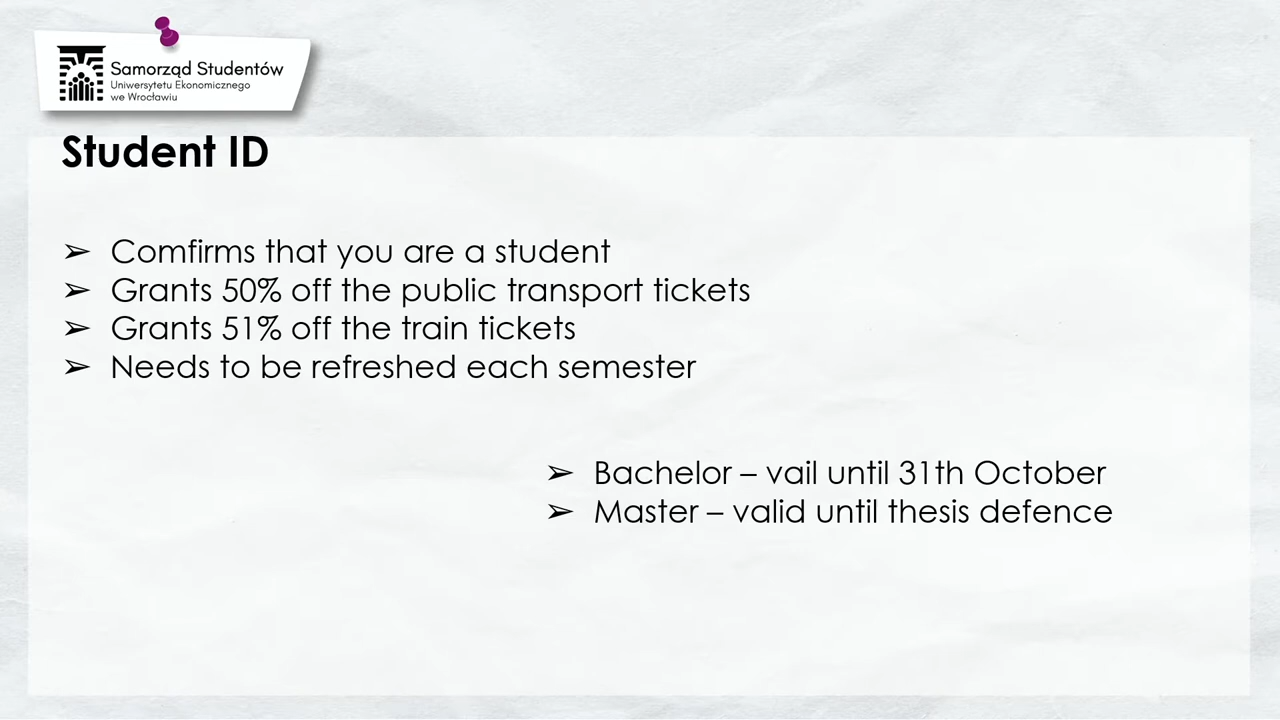 Samorząd Studentów
Uniwersytetu Ekonomicznego
we Wrocławiu
Student ID
➢ Comfirms that you are a student
➢ Grants 50% off the public transport tickets
➢ Grants 51% off the train tickets
➢ Needs to be refreshed each semester
➢ Bachelor – vail until 31th October
➢ Master – valid until thesis defence